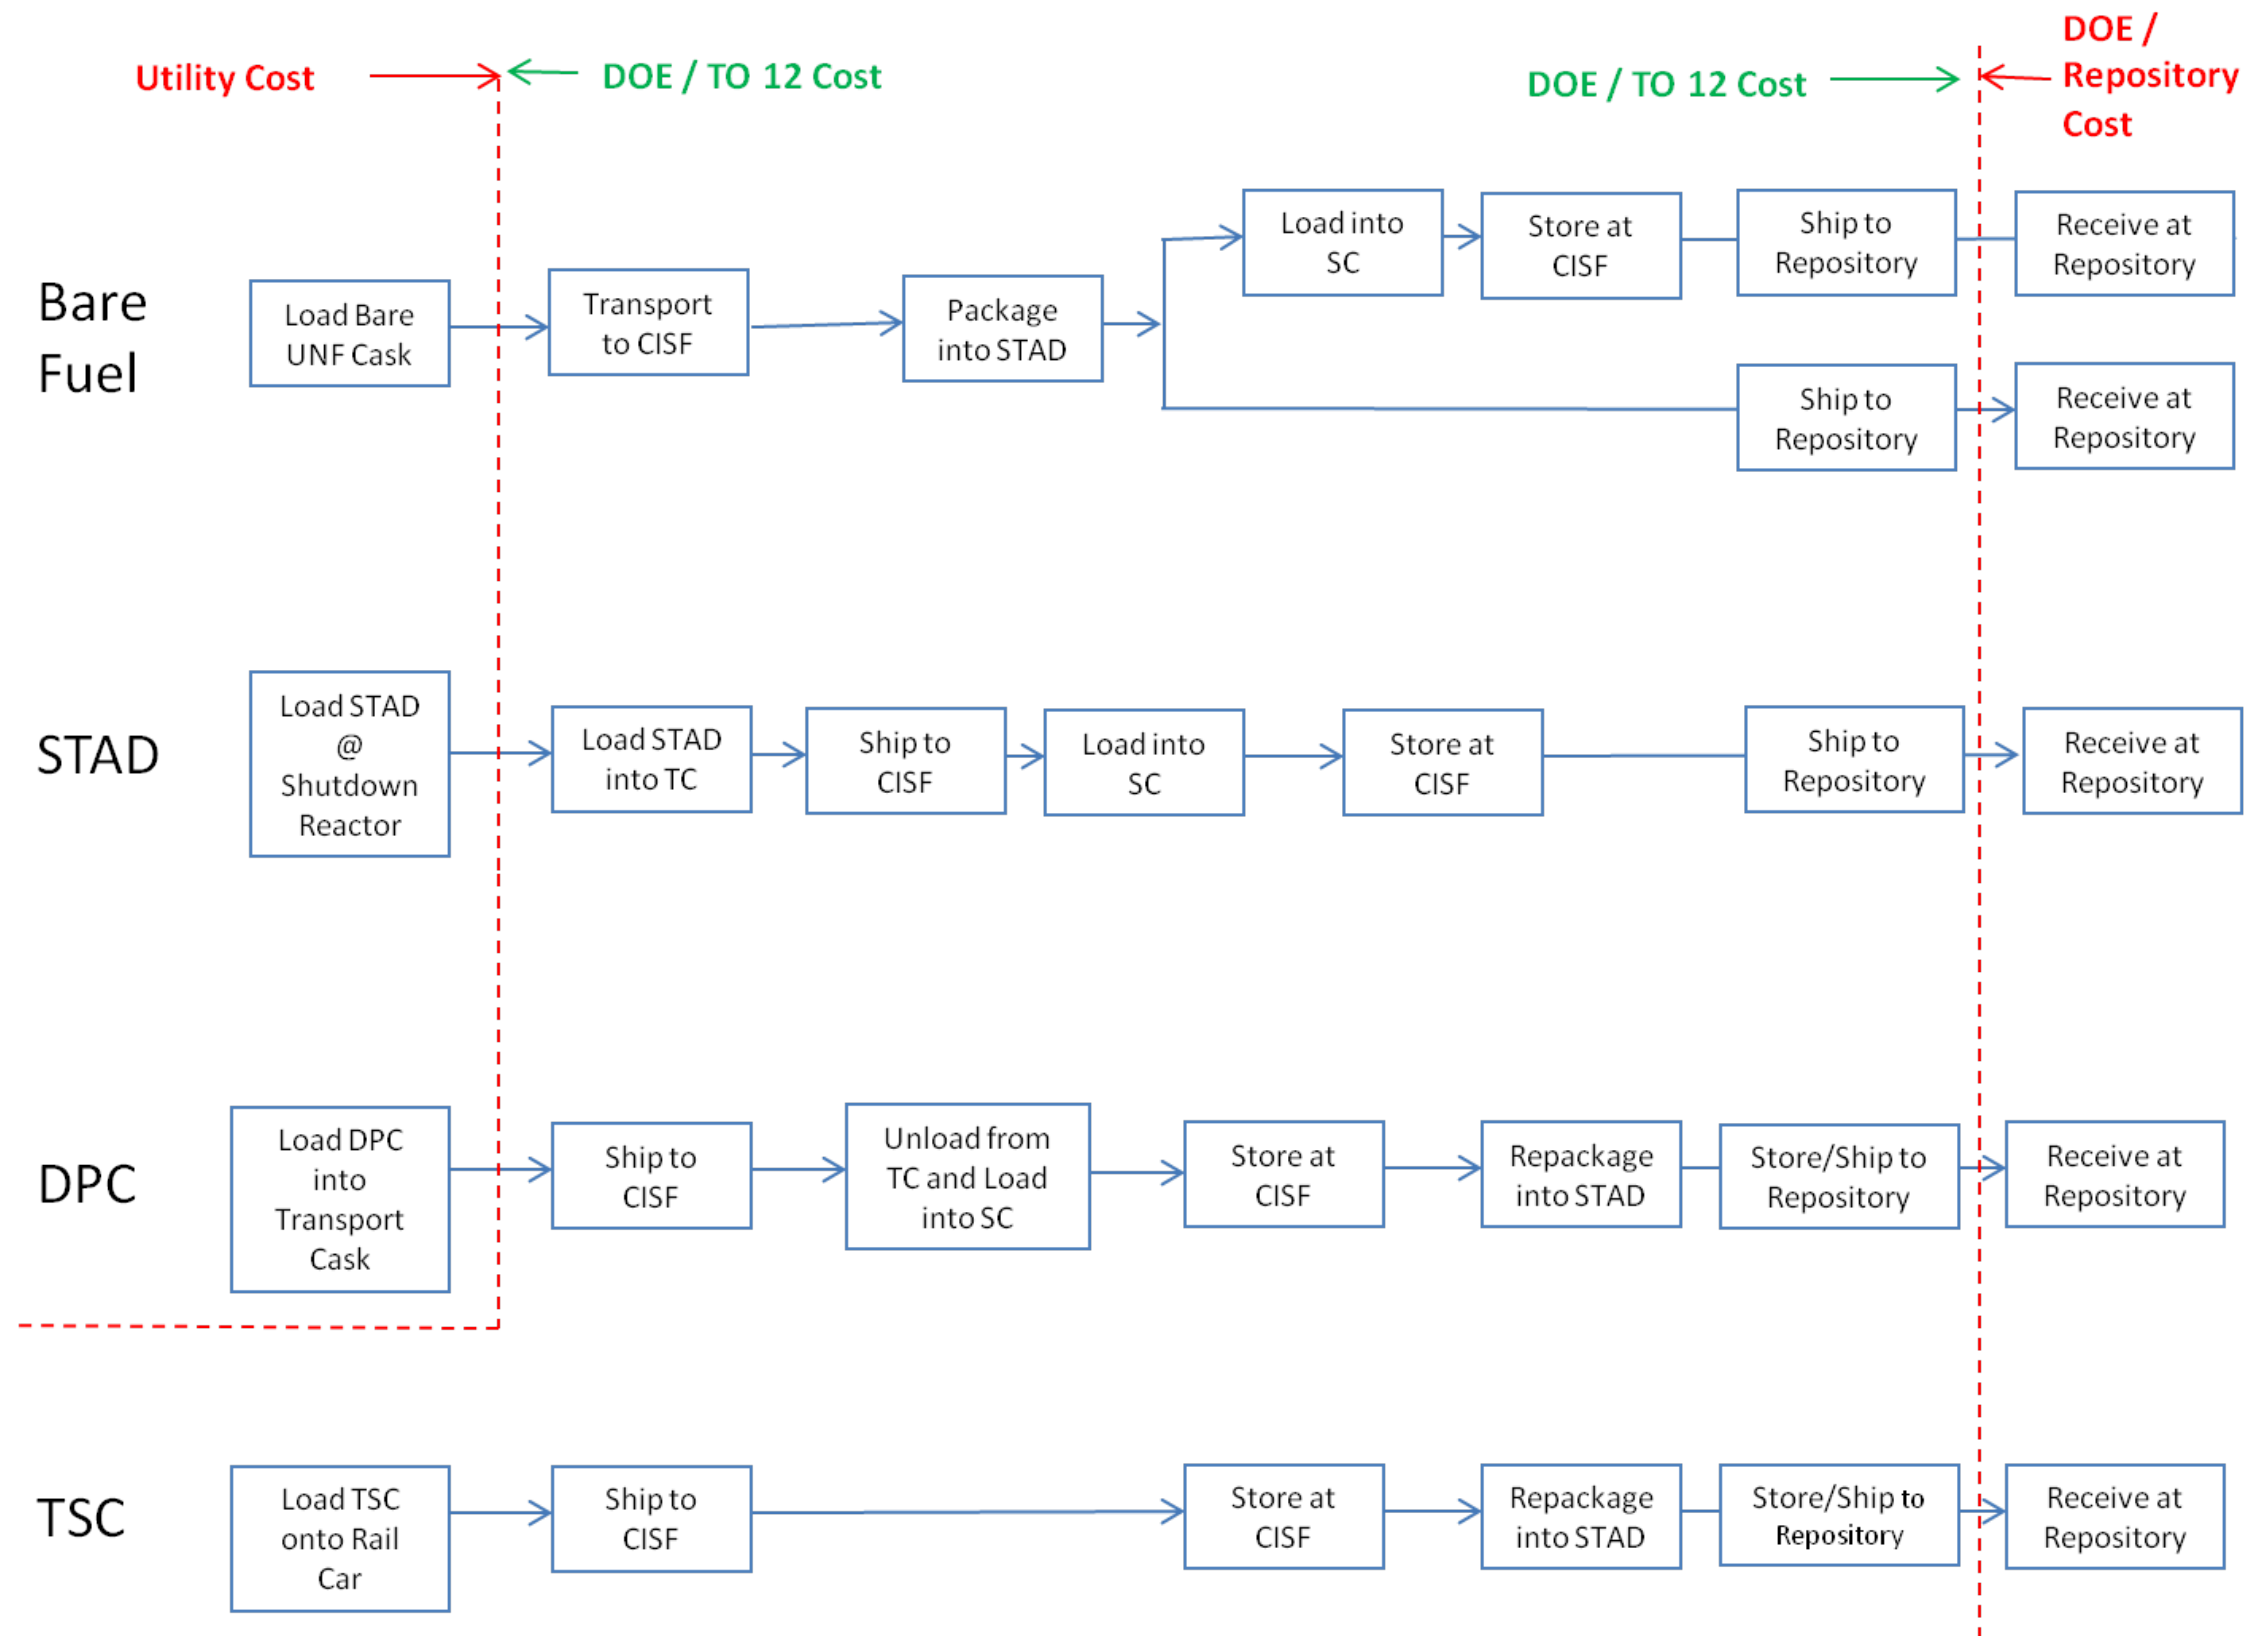 Utility Cost
DOE / TO 12 Cost
DOE / TO 12 Cost
DOE /
Repository
Cost
Bare
Fuel
Load Bare
UNF Cask
Transport
to CISF
Package
into STAD
Load into
SC
Store at
CISF
Ship to
Repository
Receive at
Repository
Ship to
Repository
Receive at
Repository
STAD
Load STAD
@
Shutdown
Reactor
Load STAD
into TC
Ship to
CISF
Load into
SC
Store at
CISF
Ship to
Repository
Receive at
Repository
DPC
Load DPC
into
Transport
Cask
Ship to
CISF
Unload from
TC and Load
into SC
Store at
CISF
Repackage
into STAD
Store/Ship to
Repository
Receive at
Repository
TSC
Load TSC
onto Rail
Car
Ship to
CISF
Store at
CISF
Repackage
into STAD
Store/Ship to
Repository
Receive at
Repository